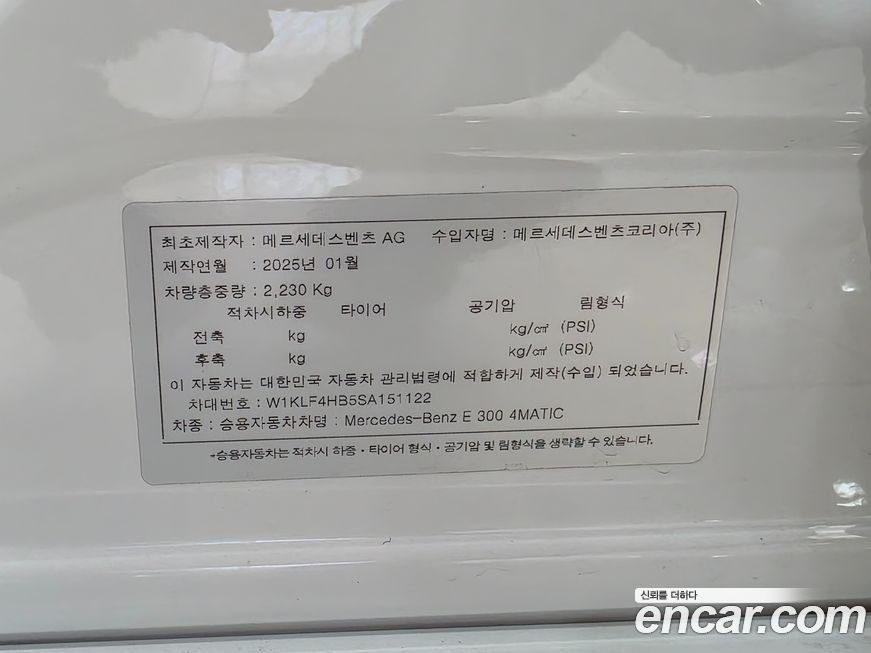 최초제작자 : 메르세데스벤츠 AG 수입자명 : 메르세데스벤츠코리아(주)
제작연월 : 2025년 01월
차량총중량 : 2,230 Kg
적차시하중 타이어 공기압 림형식
전축 kg kg/㎠ (PSI)
후축 kg kg/㎠ (PSI)
이 자동차는 대한민국 자동차 관리법령에 적합하게 제작(수입) 되었습니다.
차대번호 : W1KLF4HB5SA151122
차종 : 승용자동차차명 : Mercedes-Benz E 300 4MATIC
*승용자동차는 적차시 하중·타이어 형식·공기압 및 림형식을 생략할 수 있습니다.
신뢰를 더하다
encar.com